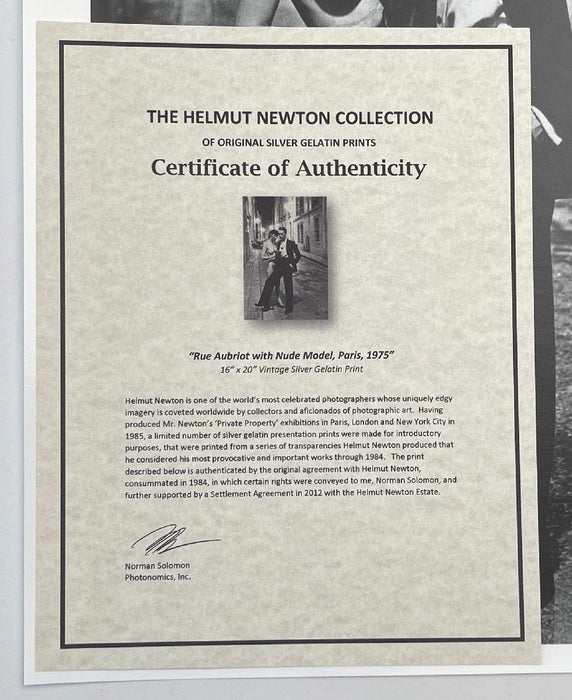 THE HELMUT NEWTON COLLECTION
OF ORIGINAL SILVER GELATIN PRINTS
Certificate of Authenticity
"Rue Aubriot with Nude Model, Paris, 1975"
16" x 20" Vintage Silver Gelatin Print
Helmut Newton is one of the world's most celebrated photographers whose uniquely edgy
imagery is coveted worldwide by collectors and aficionados of photographic art.  Having
produced Mr. Newton's 'Private Property' exhibitions in Paris, London and New York City in
1985, a limited number of silver gelatin presentation prints were made for introductory
purposes, that were printed from a series of transparencies Helmut Newton produced that
he considered his most provocative and important works through 1984.  The print
described below is authenticated by the original agreement with Helmut Newton,
consummated in 1984, in which certain rights were conveyed to me, Norman Solomon, and
further supported by a Settlement Agreement in 2012 with the Helmut Newton Estate.
Norman Solomon
Photonomics, Inc.